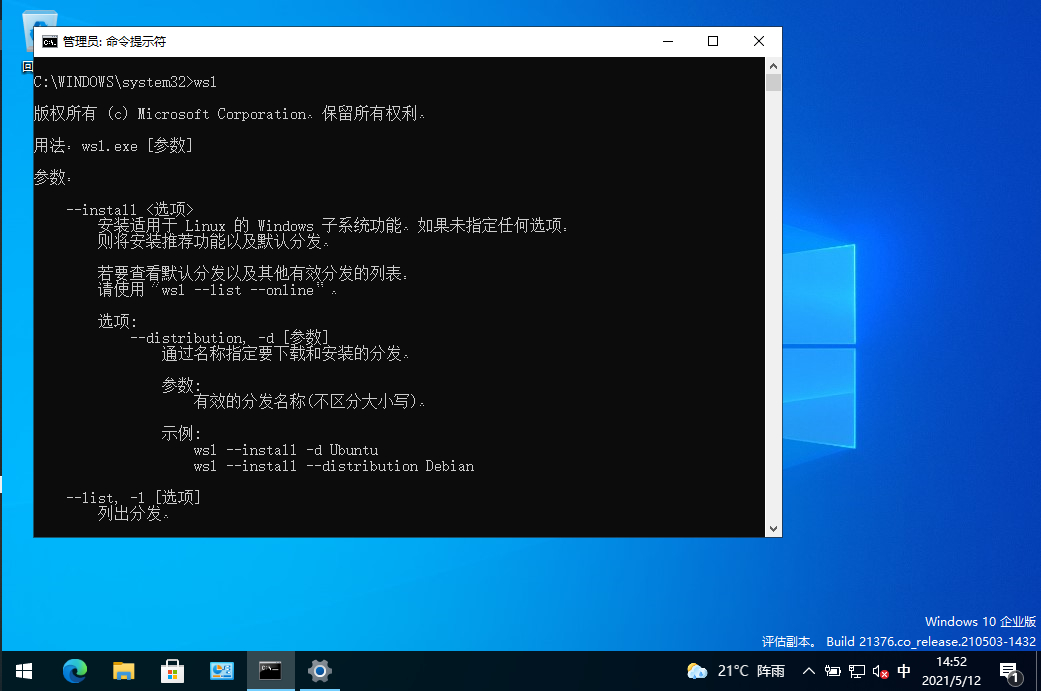 管理员: 命令提示符
C:\WINDOWS\system32>wsl
版权所有 (c) Microsoft Corporation。保留所有权利。
用法: wsl.exe [参数]
参数:
--install <选项>
安装适用于 Linux 的 Windows 子系统功能。如果未指定任何选项,
则将安装推荐功能以及默认分发。
若要查看默认分发以及其他有效分发的列表,
请使用 "wsl --list --online" 。
选项:
--distribution, -d [参数]
通过名称指定要下载和安装的分发。
参数:
有效的分发名称(不区分大小写)。
示例:
wsl --install -d Ubuntu
wsl --install --distribution Debian
--list, -l [选项]
列出分发。
回
Windows 10 企业版
评估副本。 Build 21376.co_release.210503-1432
21°C 阵雨
中
14:52
2021/5/12
1